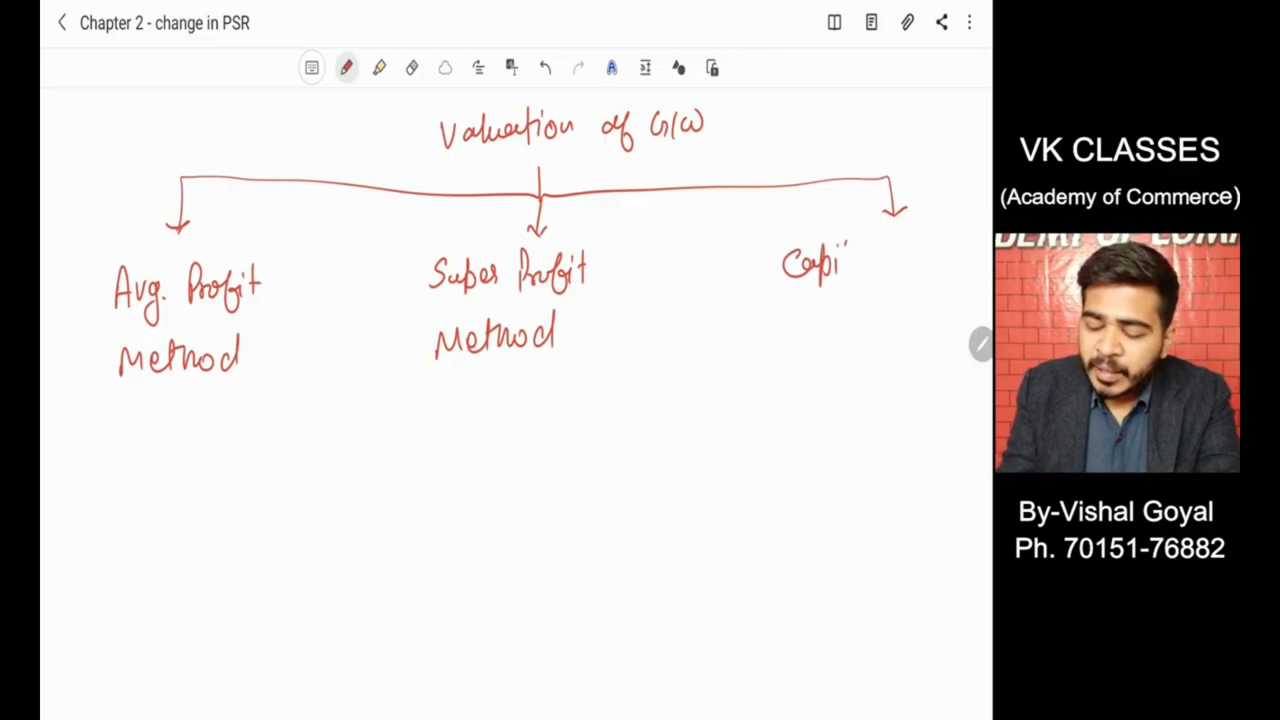 Chapter 2 - change in PSR
Valuation of G/W
Avg. Profit
Method
Super Profit
Method
Capi
VK CLASSES
(Academy of Commerce)
By-Vishal Goyal
Ph. 70151-76882